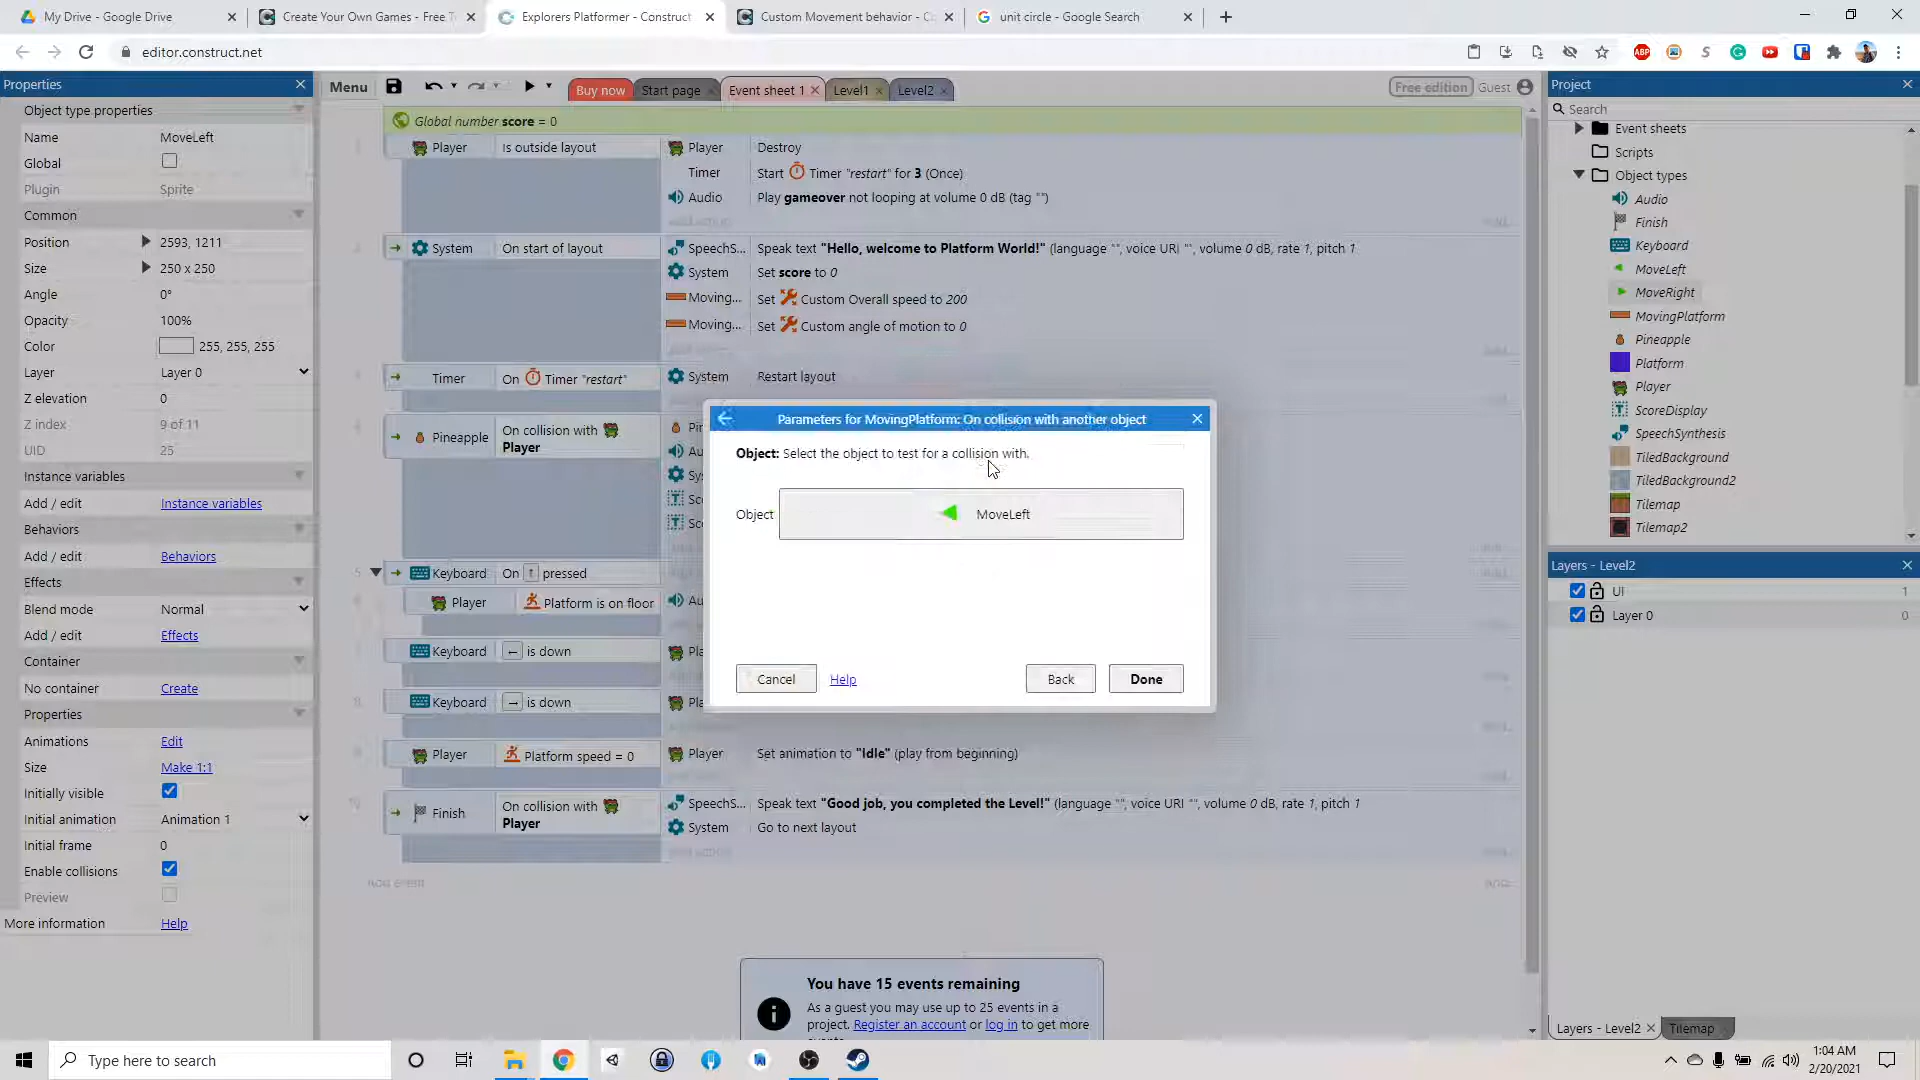 My Drive - Google Drive
Create Your Own Games - Free T
Explorers Platformer - Construct
Custom Movement behavior - C
unit circle - Google Search
editor.construct.net
Properties
Menu
Buy now
Start page
Event sheet 1
Level1
Level2
Free edition
Guest
Project
Object type properties
Name MoveLeft
Global
Plugin Sprite
Common
Position 2593, 1211
Size 250 x 250
Angle 0°
Opacity 100%
Color 255, 255, 255
Layer Layer 0
Z elevation 0
Z index 9 of 11
UID 25
Instance variables
Add / edit Instance variables
Behaviors
Add / edit Behaviors
Effects
Blend mode Normal
Add / edit Effects
Container
No container Create
Properties
Animations Edit
Size Make 1:1
Initially visible
Initial animation Animation 1
Initial frame 0
Enable collisions
Preview
More information Help
Global number score = 0
Player Is outside layout
Player Destroy
Timer Start Timer "restart" for 3 (Once)
Audio Play gameover not looping at volume 0 dB (tag "")
System On start of layout
SpeechS... Speak text "Hello, welcome to Platform World!" (language "", voice URI "", volume 0 dB, rate 1, pitch 1
System Set score to 0
Moving... Set Custom Overall speed to 200
Moving... Set Custom angle of motion to 0
Timer On Timer "restart"
System Restart layout
Pineapple On collision with
Player
Pi
Au
Sy
Sc
Sc
5 Keyboard On ↑ pressed
Player Platform is on floor
Au
Keyboard ← is down
Pla
Keyboard → is down
Pla
Player Platform speed = 0
Player Set animation to "Idle" (play from beginning)
Finish On collision with
Player
SpeechS... Speak text "Good job, you completed the Level!" (language "", voice URI "", volume 0 dB, rate 1, pitch 1
System Go to next layout
Add event
Parameters for MovingPlatform: On collision with another object
Object: Select the object to test for a collision with.
Object MoveLeft
Cancel
Help
Back
Done
You have 15 events remaining
As a guest you may use up to 25 events in a
project. Register an account or log in to get more
Search
Event sheets
Scripts
Object types
Audio
Finish
Keyboard
MoveLeft
MoveRight
MovingPlatform
Pineapple
Platform
Player
ScoreDisplay
SpeechSynthesis
TiledBackground
TiledBackground2
Tilemap
Tilemap2
Layers - Level2
UI 1
Layer 0 0
Layers - Level2
Tilemap
Type here to search
1:04 AM
2/20/2021